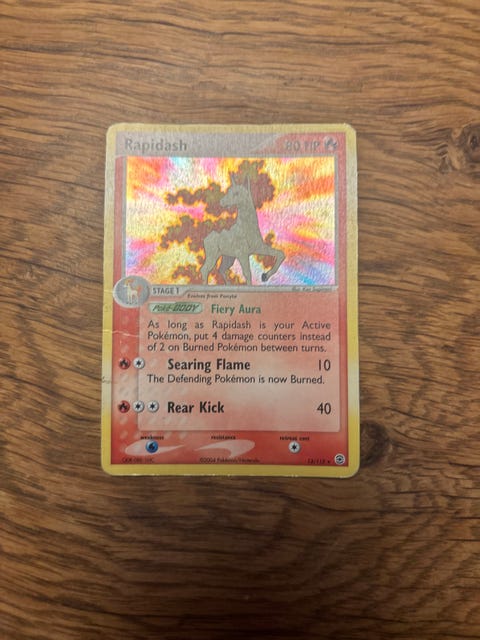 Rapidash 80 HP
STAGE 1
Evolves from Ponyta
Poké-BODY Fiery Aura
As long as Rapidash is your Active
Pokémon, put 4 damage counters instead
of 2 on Burned Pokémon between turns.
Searing Flame 10
The Defending Pokémon is now Burned.
Rear Kick 40
weakness resistance retreat cost
©2004 Pokémon/Nintendo